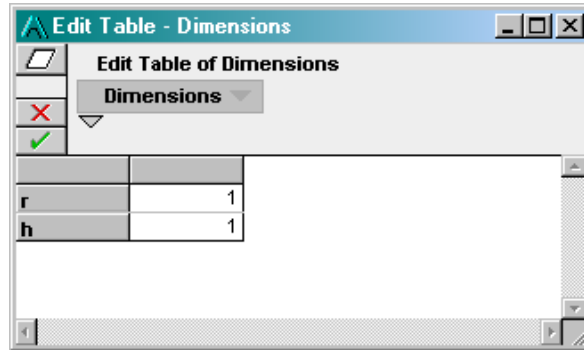 Edit Table - Dimensions
Edit Table of Dimensions
Dimensions
r 1
h 1